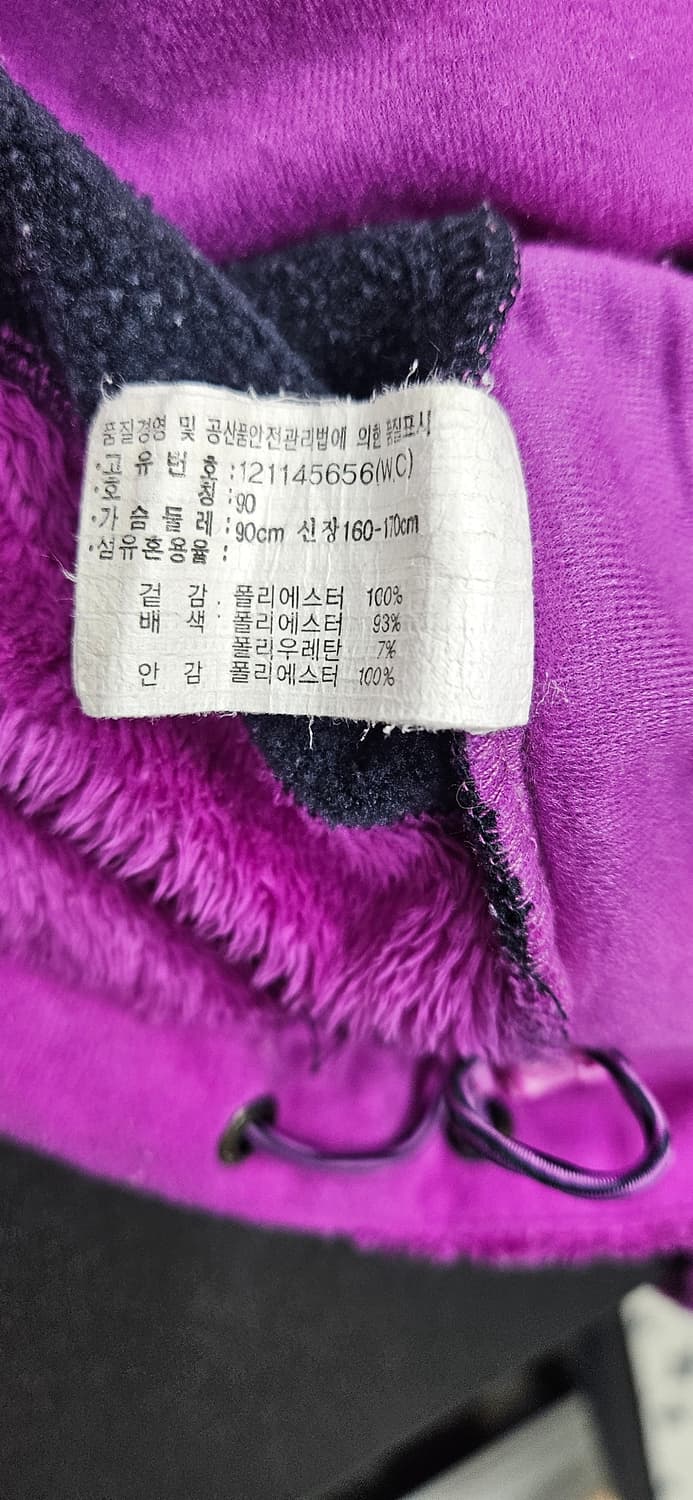 품질경영 및 공산품안전관리법에 의한 품질표시
·고 유 번 호 :121145656(W.C)
·호 칭 :90
·가 슴 둘 레 :90cm 신장160-170cm
·섬유혼용율 :
겉 감 : 폴리에스터 100%
배 색 : 폴리에스터 93%
폴리우레탄 7%
안 감 : 폴리에스터 100%